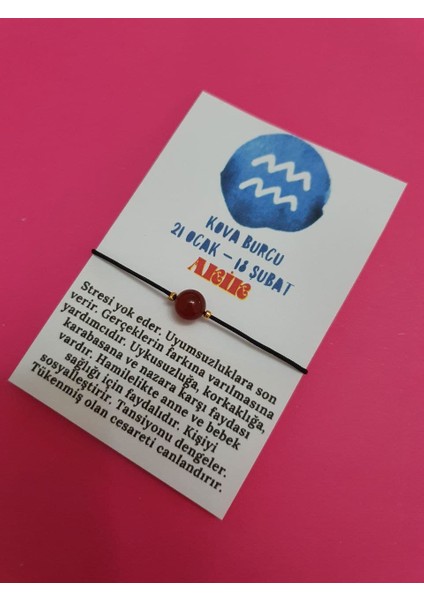 KOVA BURCU
21 OCAK – 18 ŞUBAT
Stresi yok eder. Uyumsuzluklara son
verir. Gerçeklerin farkına varılmasına
yardımcıdır. Uykusuzluğa, korkaklığa,
karabasana ve nazara karşı faydası
vardır. Hamilelikte anne ve bebek
sağlığı için faydalıdır. Kişiyi
sosyalleştirir. Tansiyonu dengeler.
Tükenmiş olan cesareti canlandırır.